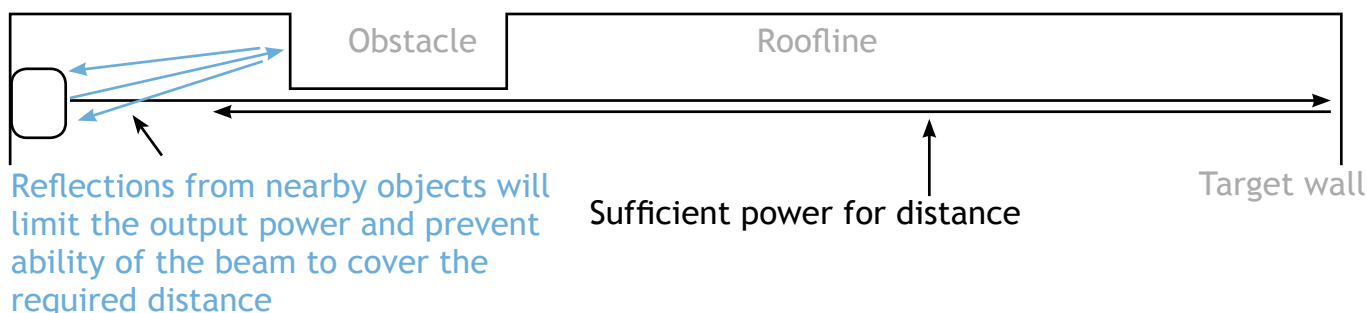 Obstacle
Roofline
Reflections from nearby objects will
limit the output power and prevent
ability of the beam to cover the
required distance
Sufficient power for distance
Target wall